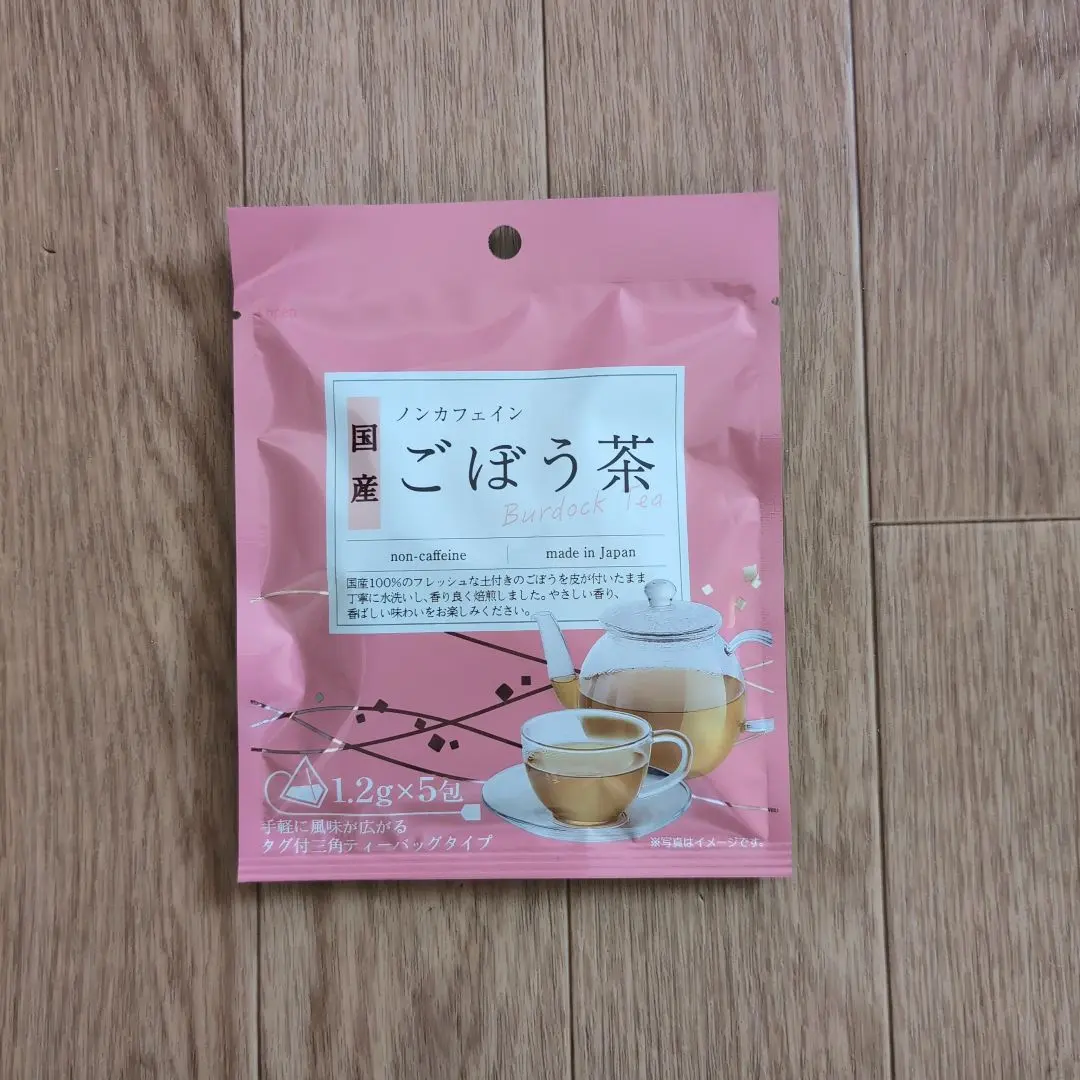 ノンカフェイン
国産
ごぼう茶
Burdock Tea
non-caffeine
made in Japan
国産100%のフレッシュな土付きのごぼうを皮が付いたまま
丁寧に水洗いし、香り良く焙煎しました。やさしい香り、
香ばしい味わいをお楽しみください。
1.2g×5包
手軽に風味が広がる
タグ付三角ティーバッグタイプ
※写真はイメージです。